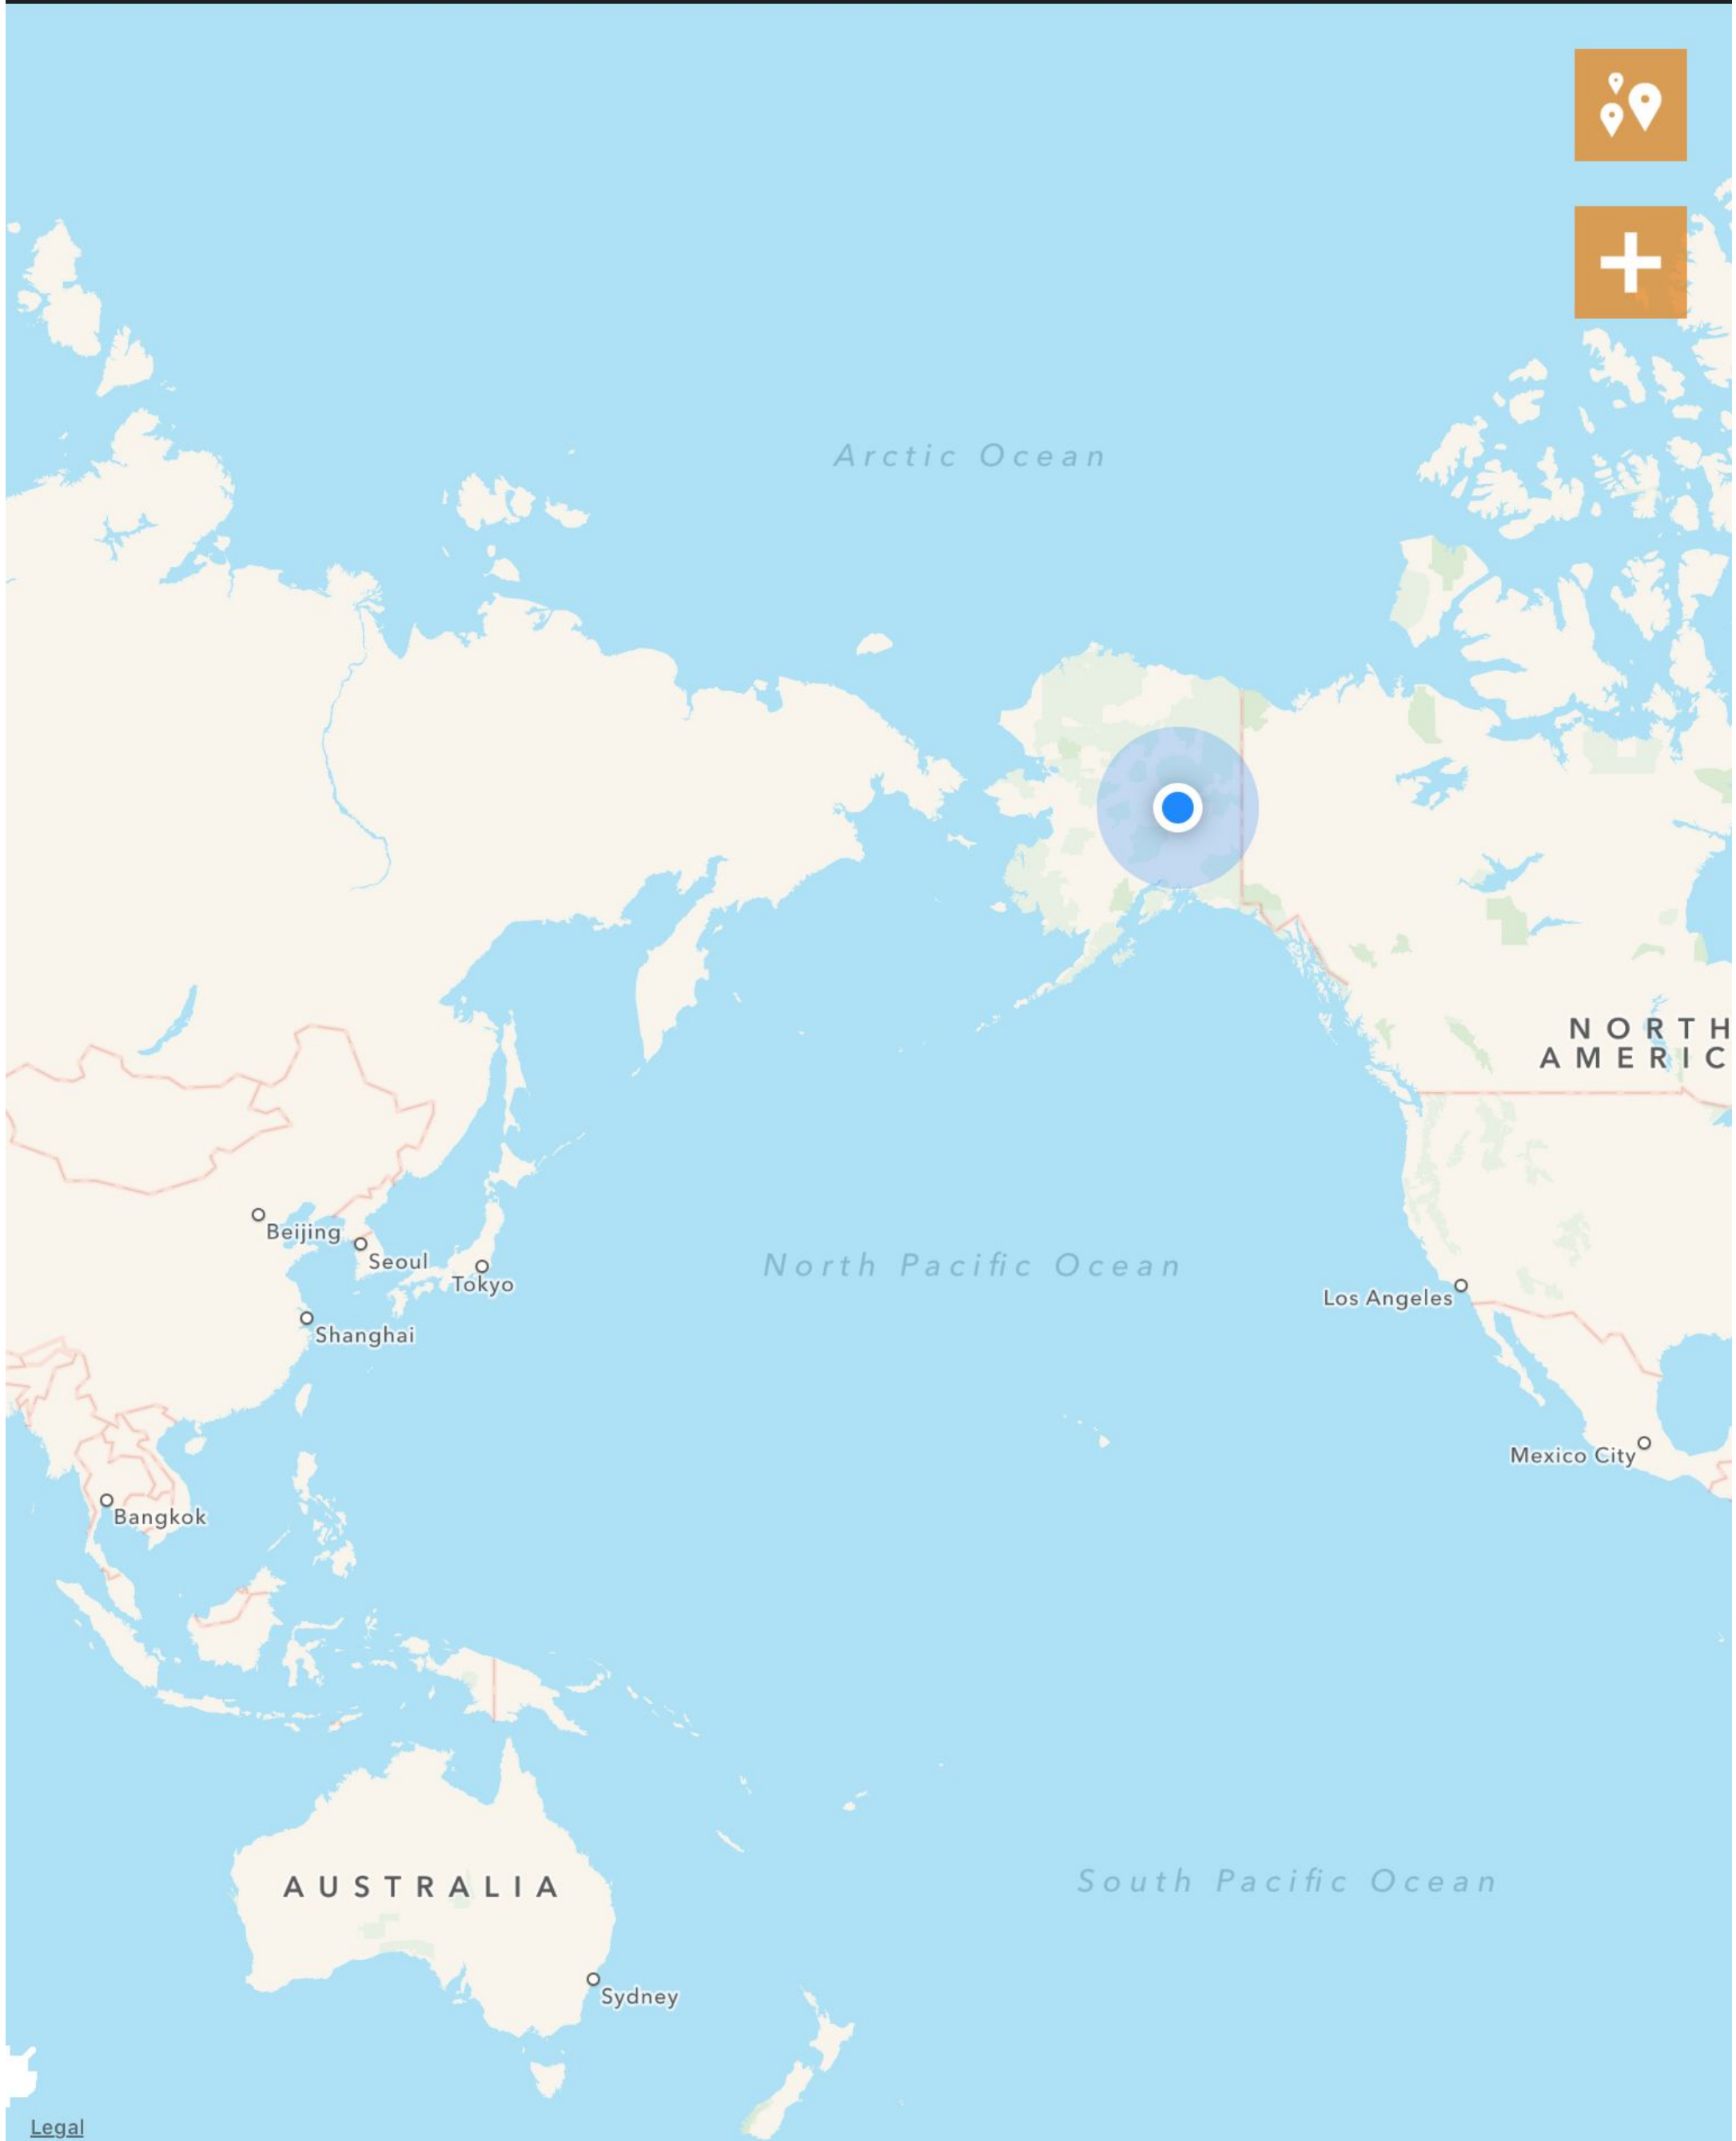 Arctic Ocean
NORTH
AMERIC
Beijing
Seoul
Tokyo
North Pacific Ocean
Los Angeles
Shanghai
Mexico City
Bangkok
AUSTRALIA
South Pacific Ocean
Sydney
Legal